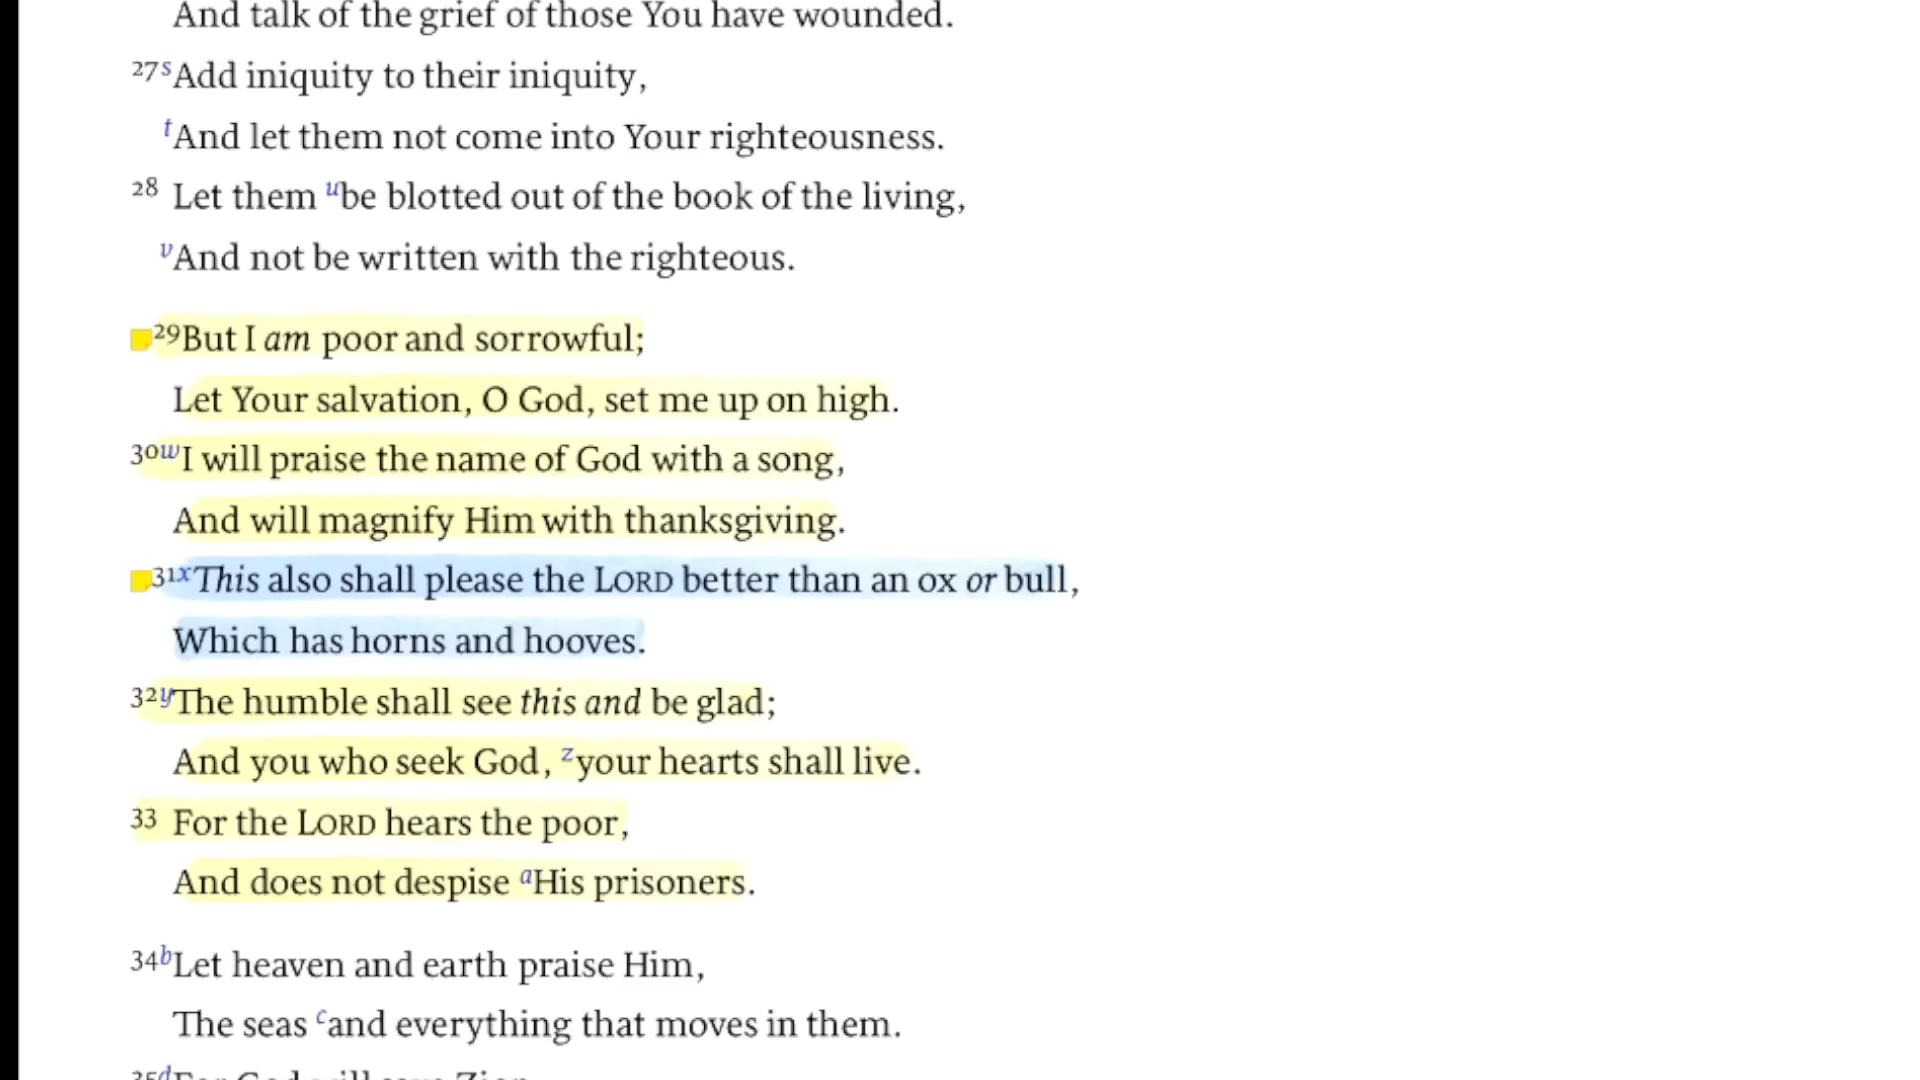 And talk of the grief of those You have wounded.
27 s Add iniquity to their iniquity,
t And let them not come into Your righteousness.
28 Let them u be blotted out of the book of the living,
v And not be written with the righteous.
29 But I am poor and sorrowful;
Let Your salvation, O God, set me up on high.
30 w I will praise the name of God with a song,
And will magnify Him with thanksgiving.
31 x This also shall please the LORD better than an ox or bull,
Which has horns and hooves.
32 y The humble shall see this and be glad;
And you who seek God, z your hearts shall live.
33 For the LORD hears the poor,
And does not despise a His prisoners.
34 b Let heaven and earth praise Him,
The seas c and everything that moves in them.
35 d For God will save Zion